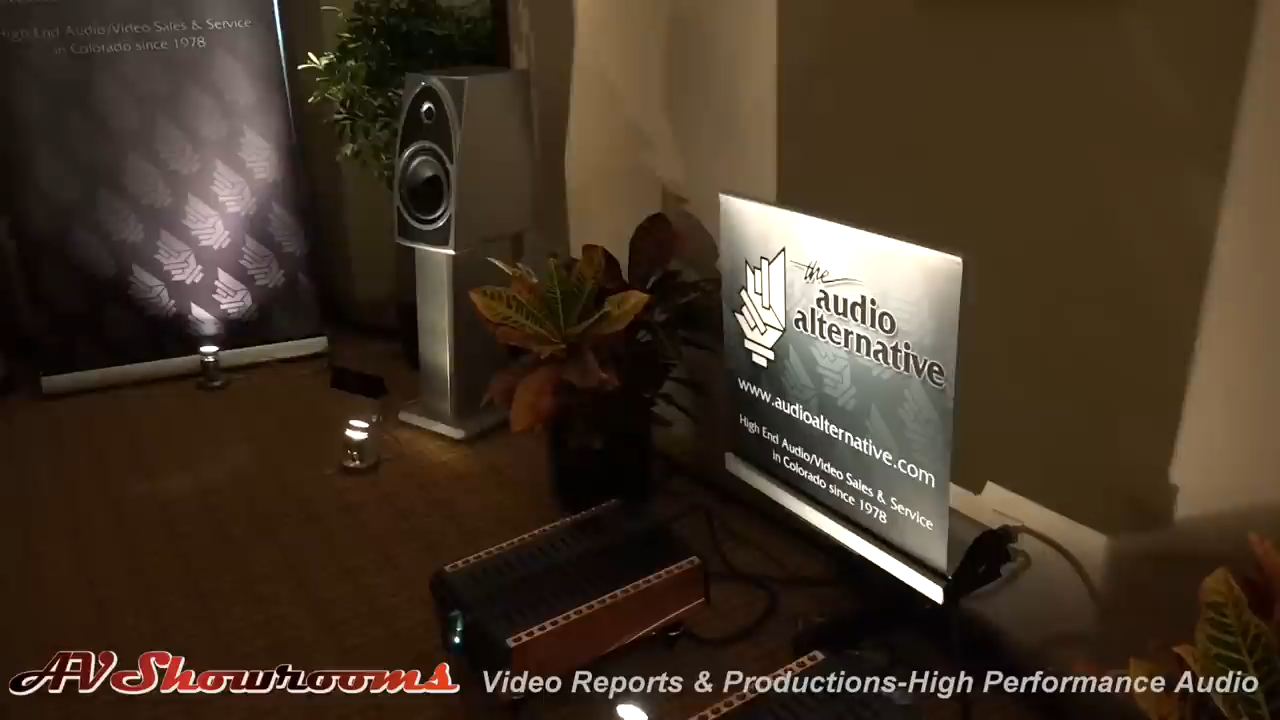 High End Audio/Video Sales & Service
in Colorado since 1978
the
audio
alternative
www.audioalternative.com
High End Audio/Video Sales & Service
in Colorado since 1978
AV Showrooms
Video Reports & Productions-High Performance Audio